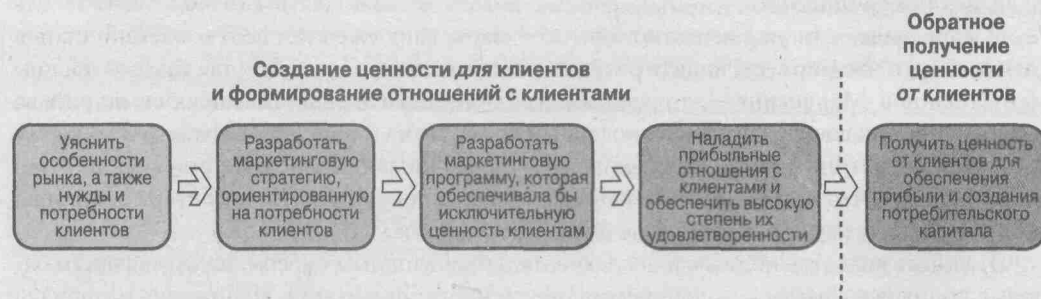 Обратное
получение
ценности
от клиентов
Создание ценности для клиентов
и формирование отношений с клиентами
Уяснить
особенности
рынка, а также
нужды и
потребности
клиентов
Разработать
маркетинговую
стратегию,
ориентированную
на потребности
клиентов
Разработать
маркетинговую
программу, которая
обеспечивала бы
исключительную
ценность клиентам
Наладить
прибыльные
отношения с
клиентами и
обеспечить высокую
степень их
удовлетворенности
Получить ценность
от клиентов для
обеспечения
прибыли и создания
потребительского
капитала